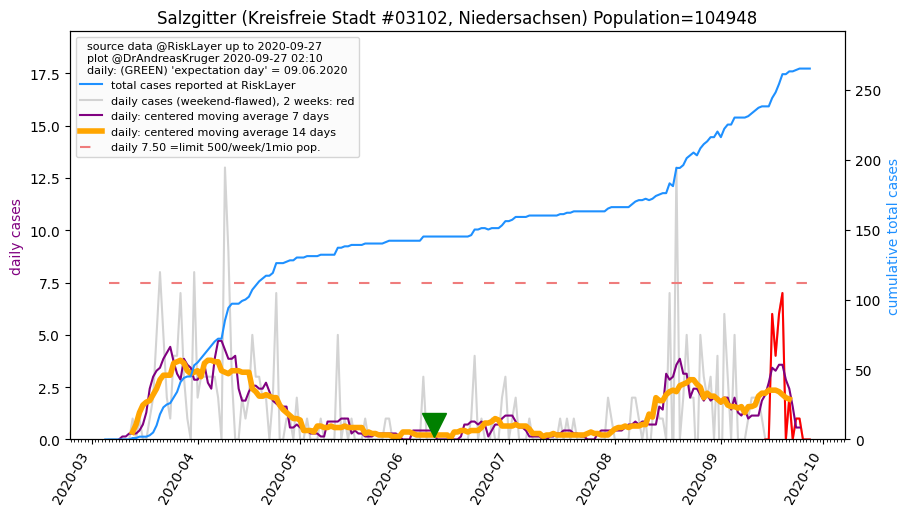 Salzgitter (Kreisfreie Stadt #03102, Niedersachsen) Population=104948
source data @RiskLayer up to 2020-09-27
plot @DrAndreasKruger 2020-09-27 02:10
daily: (GREEN) 'expectation day' = 09.06.2020
total cases reported at RiskLayer
daily cases (weekend-flawed), 2 weeks: red
daily: centered moving average 7 days
daily: centered moving average 14 days
daily 7.50 =limit 500/week/1mio pop.
daily cases
17.5
15.0
12.5
10.0
7.5
5.0
2.5
0.0
cumulative total cases
250
200
150
100
50
0
2020-03
2020-04
2020-05
2020-06
2020-07
2020-08
2020-09
2020-10